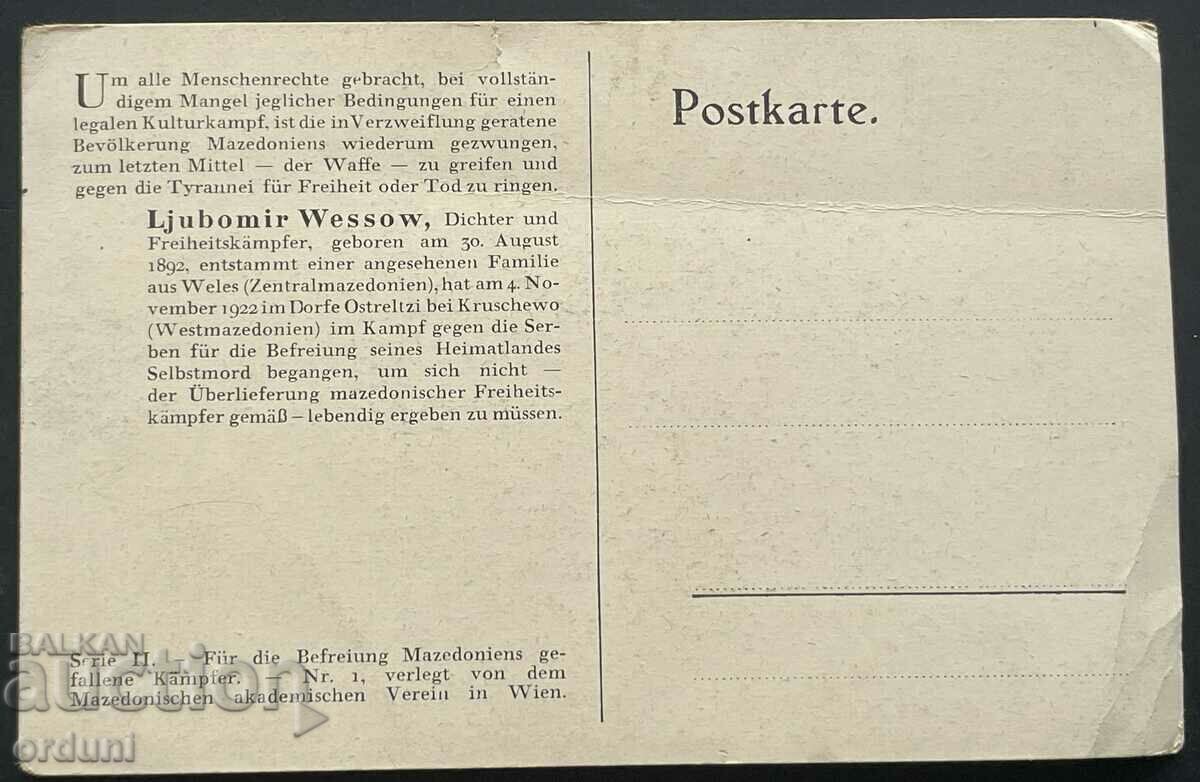 Um alle Menschenrechte gebracht, bei vollstän-
digem Mangel jeglicher Bedingungen für einen
legalen Kulturkampf, ist die in Verzweiflung geratene
Bevölkerung Mazedoniens wiederum gezwungen,
zum letzten Mittel — der Waffe — zu greifen und
gegen die Tyrannei für Freiheit oder Tod zu ringen.
Ljubomir Wessow, Dichter und
Freiheitskämpfer, geboren am 30. August
1892, entstammt einer angesehenen Familie
aus Weles (Zentralmazedonien), hat am 4. No-
vember 1922 im Dorfe Ostreltzi bei Kruschewo
(Westmazedonien) im Kampf gegen die Ser-
ben für die Befreiung seines Heimatlandes
Selbstmord begangen, um sich nicht —
der Überlieferung mazedonischer Freiheits-
kämpfer gemäß – lebendig ergeben zu müssen.
Serie II. — Für die Befreiung Mazedoniens ge-
fallene Kämpfer. — Nr. 1, verlegt von dem
Mazedonischen akademischen Verein in Wien.
Postkarte.
BALKAN
auction
orduni